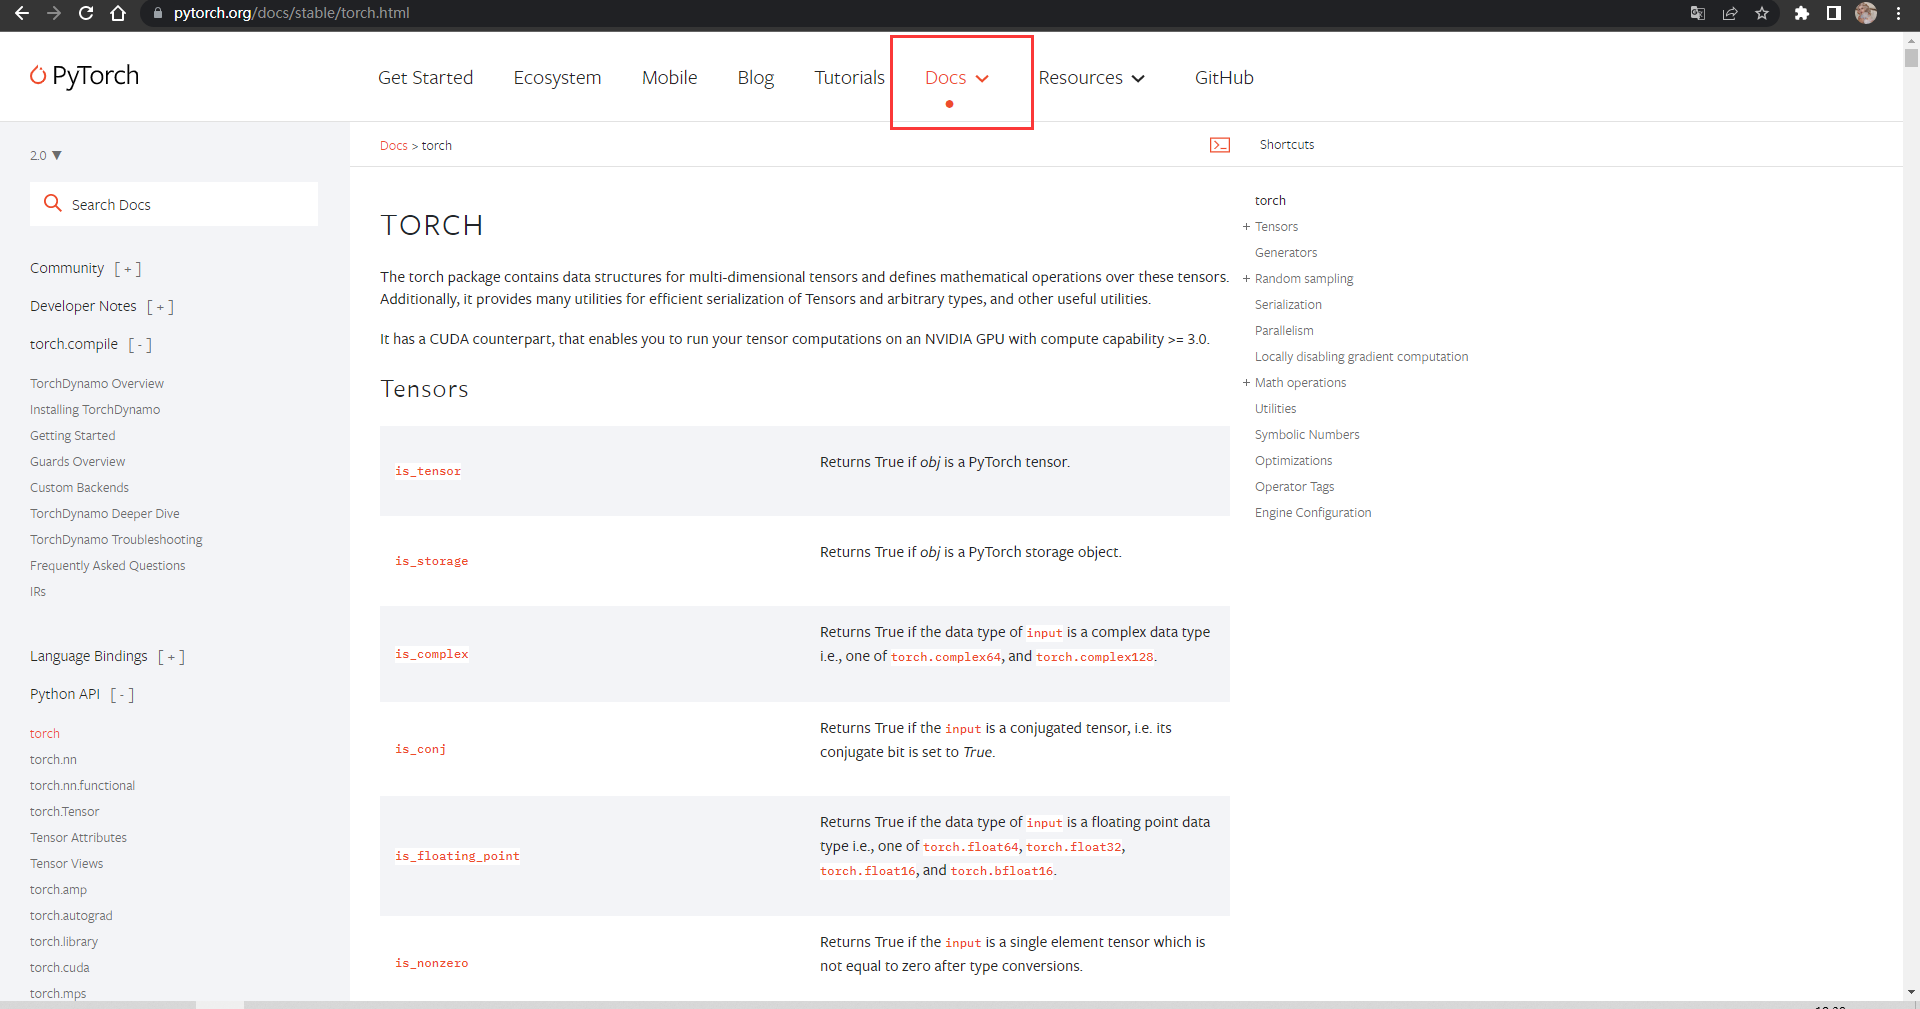 pytorch.org/docs/stable/torch.html
PyTorch
Get Started Ecosystem Mobile Blog Tutorials Docs Resources GitHub
2.0 ▼
Search Docs
Community [ + ]
Developer Notes [ + ]
torch.compile [ - ]
TorchDynamo Overview
Installing TorchDynamo
Getting Started
Guards Overview
Custom Backends
TorchDynamo Deeper Dive
TorchDynamo Troubleshooting
Frequently Asked Questions
IRs
Language Bindings [ + ]
Python API [ - ]
torch
torch.nn
torch.nn.functional
torch.Tensor
Tensor Attributes
Tensor Views
torch.amp
torch.autograd
torch.library
torch.cuda
torch.mps
Docs > torch
TORCH
The torch package contains data structures for multi-dimensional tensors and defines mathematical operations over these tensors.
Additionally, it provides many utilities for efficient serialization of Tensors and arbitrary types, and other useful utilities.
It has a CUDA counterpart, that enables you to run your tensor computations on an NVIDIA GPU with compute capability >= 3.0.
Tensors
is_tensor
Returns True if obj is a PyTorch tensor.
is_storage
Returns True if obj is a PyTorch storage object.
is_complex
Returns True if the data type of input is a complex data type
i.e., one of torch.complex64, and torch.complex128.
is_conj
Returns True if the input is a conjugated tensor, i.e. its
conjugate bit is set to True.
is_floating_point
Returns True if the data type of input is a floating point data
type i.e., one of torch.float64, torch.float32,
torch.float16, and torch.bfloat16.
is_nonzero
Returns True if the input is a single element tensor which is
not equal to zero after type conversions.
Shortcuts
torch
+ Tensors
Generators
+ Random sampling
Serialization
Parallelism
Locally disabling gradient computation
+ Math operations
Utilities
Symbolic Numbers
Optimizations
Operator Tags
Engine Configuration